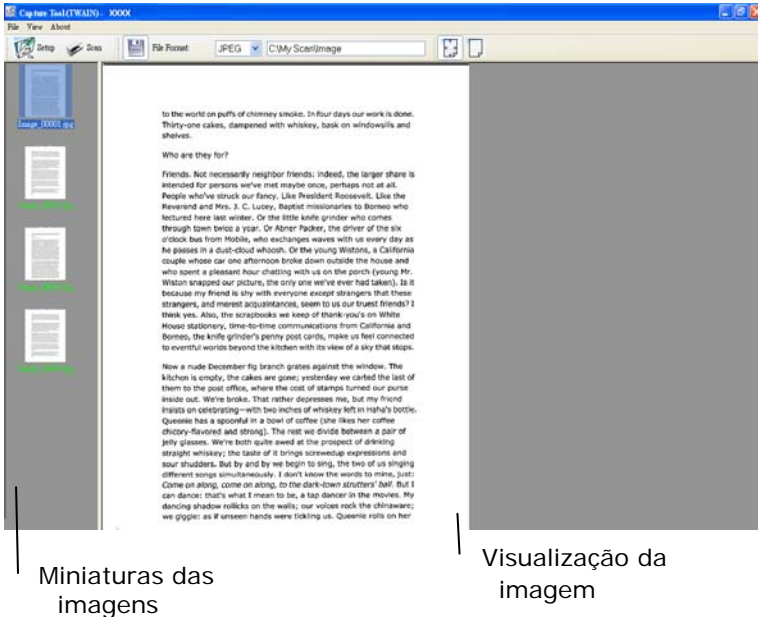 Capture Tool(TWAIN)- XXXX
File View About
Setup Scan File Format JPEG C:\My Scan\Image
Image_00001.jpg
to the world on puffs of chimney smoke. In four days our work is done.
Thirty-one cakes, dampened with whiskey, bask on windowsills and
shelves.
Who are they for?
Friends. Not necessarily neighbor friends: indeed, the larger share is
intended for persons we've met maybe once, perhaps not at all.
People who've struck our fancy. Like President Roosevelt. Like the
Reverend and Mrs. J. C. Lucey, Baptist missionaries to Borneo who
lectured here last winter. Or the little knife grinder who comes
through town twice a year. Or Abner Packer, the driver of the six
o'clock bus from Mobile, who exchanges waves with us every day as
he passes in a dust-cloud whoosh. Or the young Wistons, a California
couple whose car one afternoon broke down outside the house and
who spent a pleasant hour chatting with us on the porch (young Mr.
Wiston snapped our picture, the only one we've ever had taken). Is it
because my friend is shy with everyone except strangers that these
strangers, and merest acquaintances, seem to us our truest friends? I
think yes. Also, the scrapbooks we keep of thank-you's on White
House stationery, time-to-time communications from California and
Borneo, the knife grinder's penny post cards, make us feel connected
to eventful worlds beyond the kitchen with its view of a sky that stops.
Now a nude December fig branch grates against the window. The
kitchen is empty, the cakes are gone; yesterday we carted the last of
them to the post office, where the cost of stamps turned our purse
inside out. We're broke. That rather depresses me, but my friend
insists on celebrating—with two inches of whiskey left in Haha's bottle.
Queenie has a spoonful in a bowl of coffee (she likes her coffee
chicory-flavored and strong). The rest we divide between a pair of
jelly glasses. We're both quite awed at the prospect of drinking
straight whiskey; the taste of it brings screwedup expressions and
sour shudders. But by and by we begin to sing, the two of us singing
different songs simultaneously. I don't know the words to mine, just:
Come on along, come on along, to the dark-town strutters' ball. But I
can dance: that's what I mean to be, a tap dancer in the movies. My
dancing shadow rollicks on the walls; our voices rock the chinaware;
we giggle: as if unseen hands were tickling us. Queenie rolls on her
Miniaturas das
imagens
Visualização da
imagem